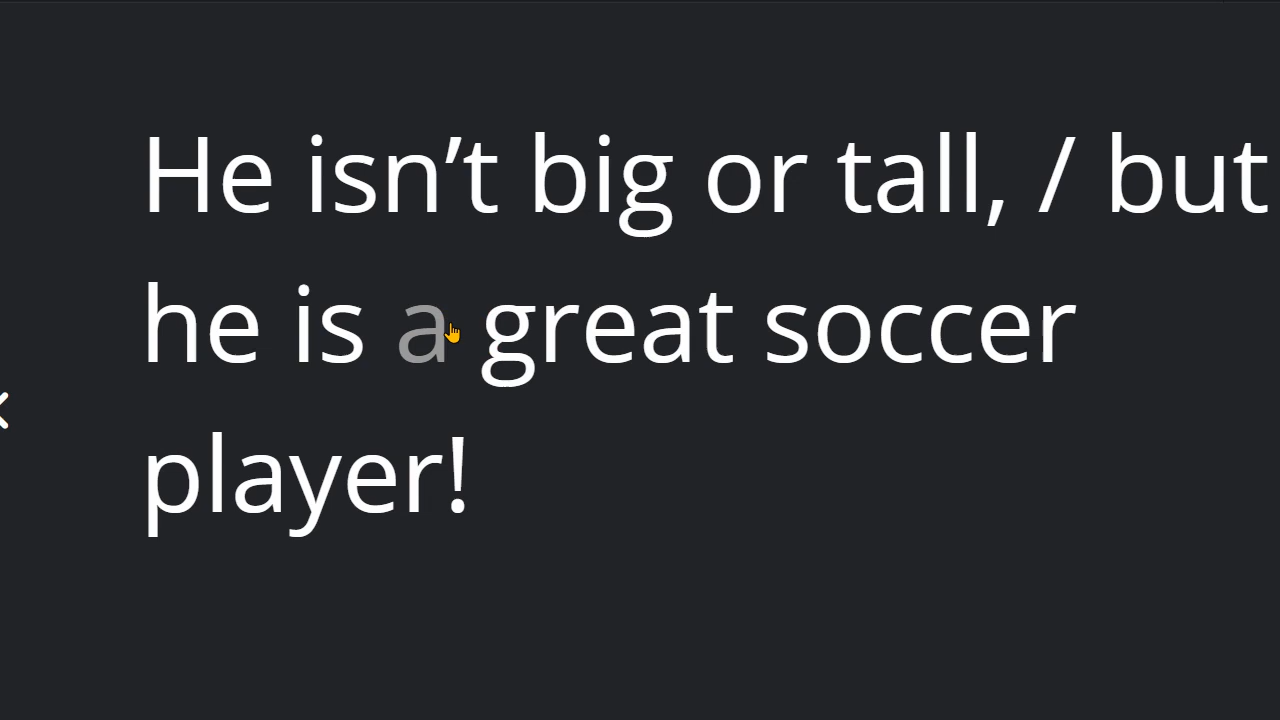 He isn’t big or tall, / but
he is a great soccer
player!